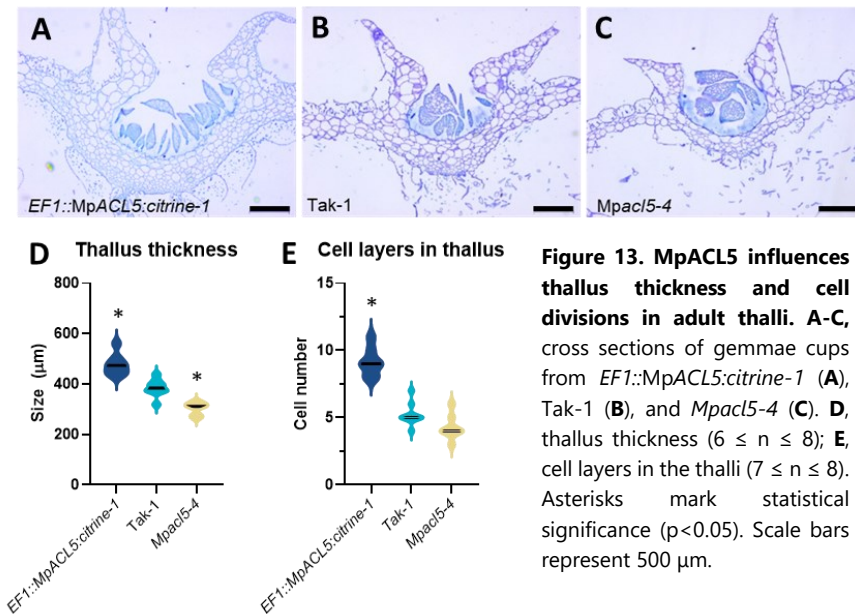 A
B
C
EF1::MpACL5:citrine-1
Tak-1
Mpacl5-4
D Thallus thickness
E Cell layers in thallus
800
600
400
200
0
Size (µm)
*
*
EF1::MpACL5:citrine-1
Tak-1
Mpacl5-4
15
10
5
0
Cell number
*
EF1::MpACL5:citrine-1
Tak-1
Mpacl5-4
Figure 13. MpACL5 influences
thallus thickness and cell
divisions in adult thalli. A-C,
cross sections of gemmae cups
from EF1::MpACL5:citrine-1 (A),
Tak-1 (B), and Mpacl5-4 (C). D,
thallus thickness (6 ≤ n ≤ 8); E,
cell layers in the thalli (7 ≤ n ≤ 8).
Asterisks mark statistical
significance (p<0.05). Scale bars
represent 500 µm.